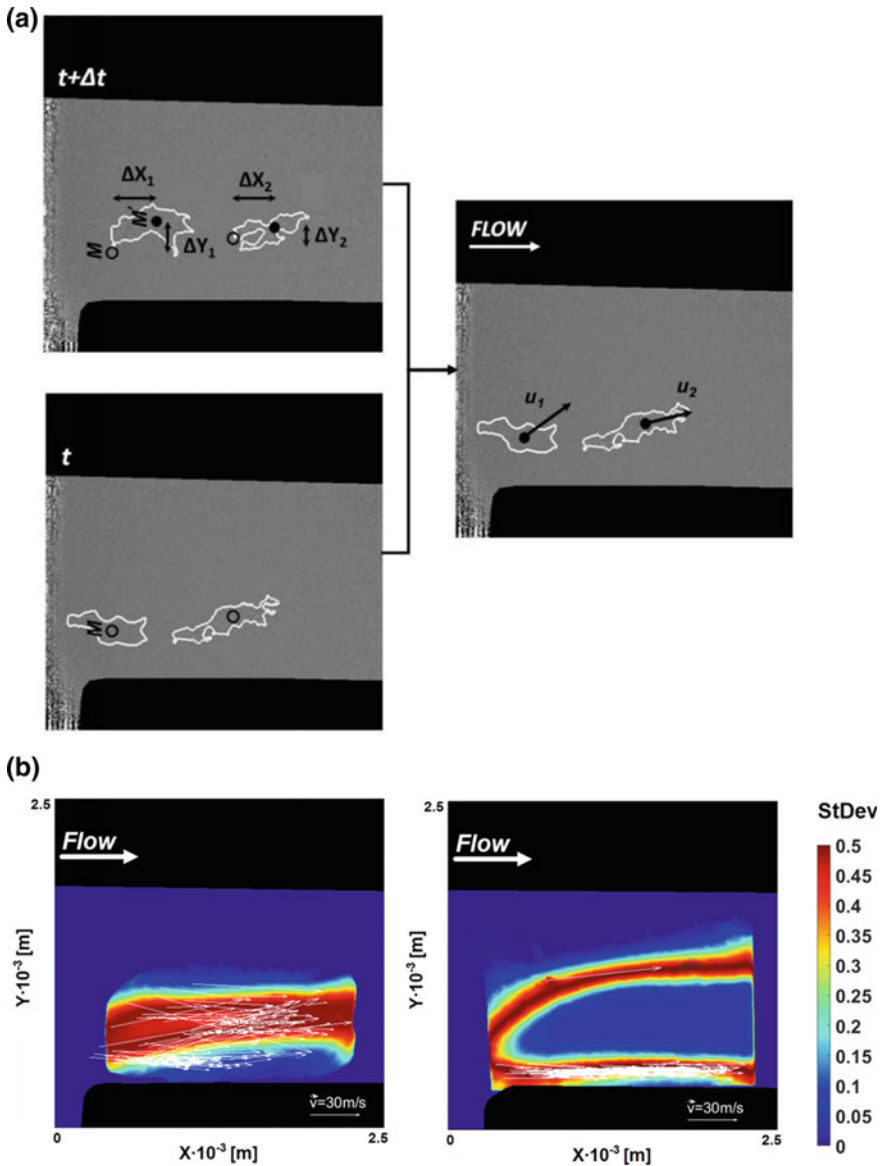 (a)
t+Δt
ΔX1 ΔX2
M'
M
ΔY1 ΔY2
FLOW
u1 u2
t
M
(b)
2.5 2.5 StDev
Flow Flow
0.5
0.45
0.4
0.35
0.3
0.25
0.2
0.15
0.1
0.05
0
Y·10-3 [m] Y·10-3 [m]
v⃗=30m/s v⃗=30m/s
0 2.5 0 2.5
X·10-3 [m] X·10-3 [m]